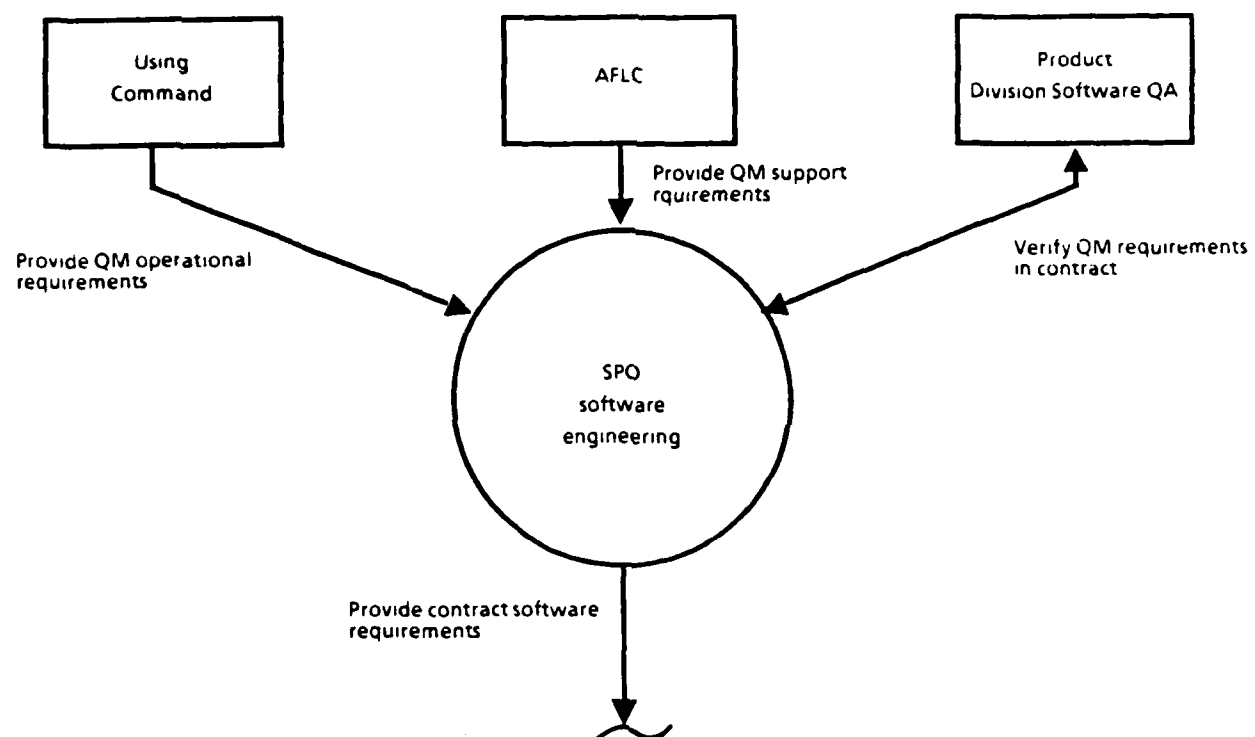 Using
Command
AFLC
Product
Division Software QA
Provide QM support
rquirements
Provide QM operational
requirements
Verify QM requirements
in contract
SPO
software
engineering
Provide contract software
requirements